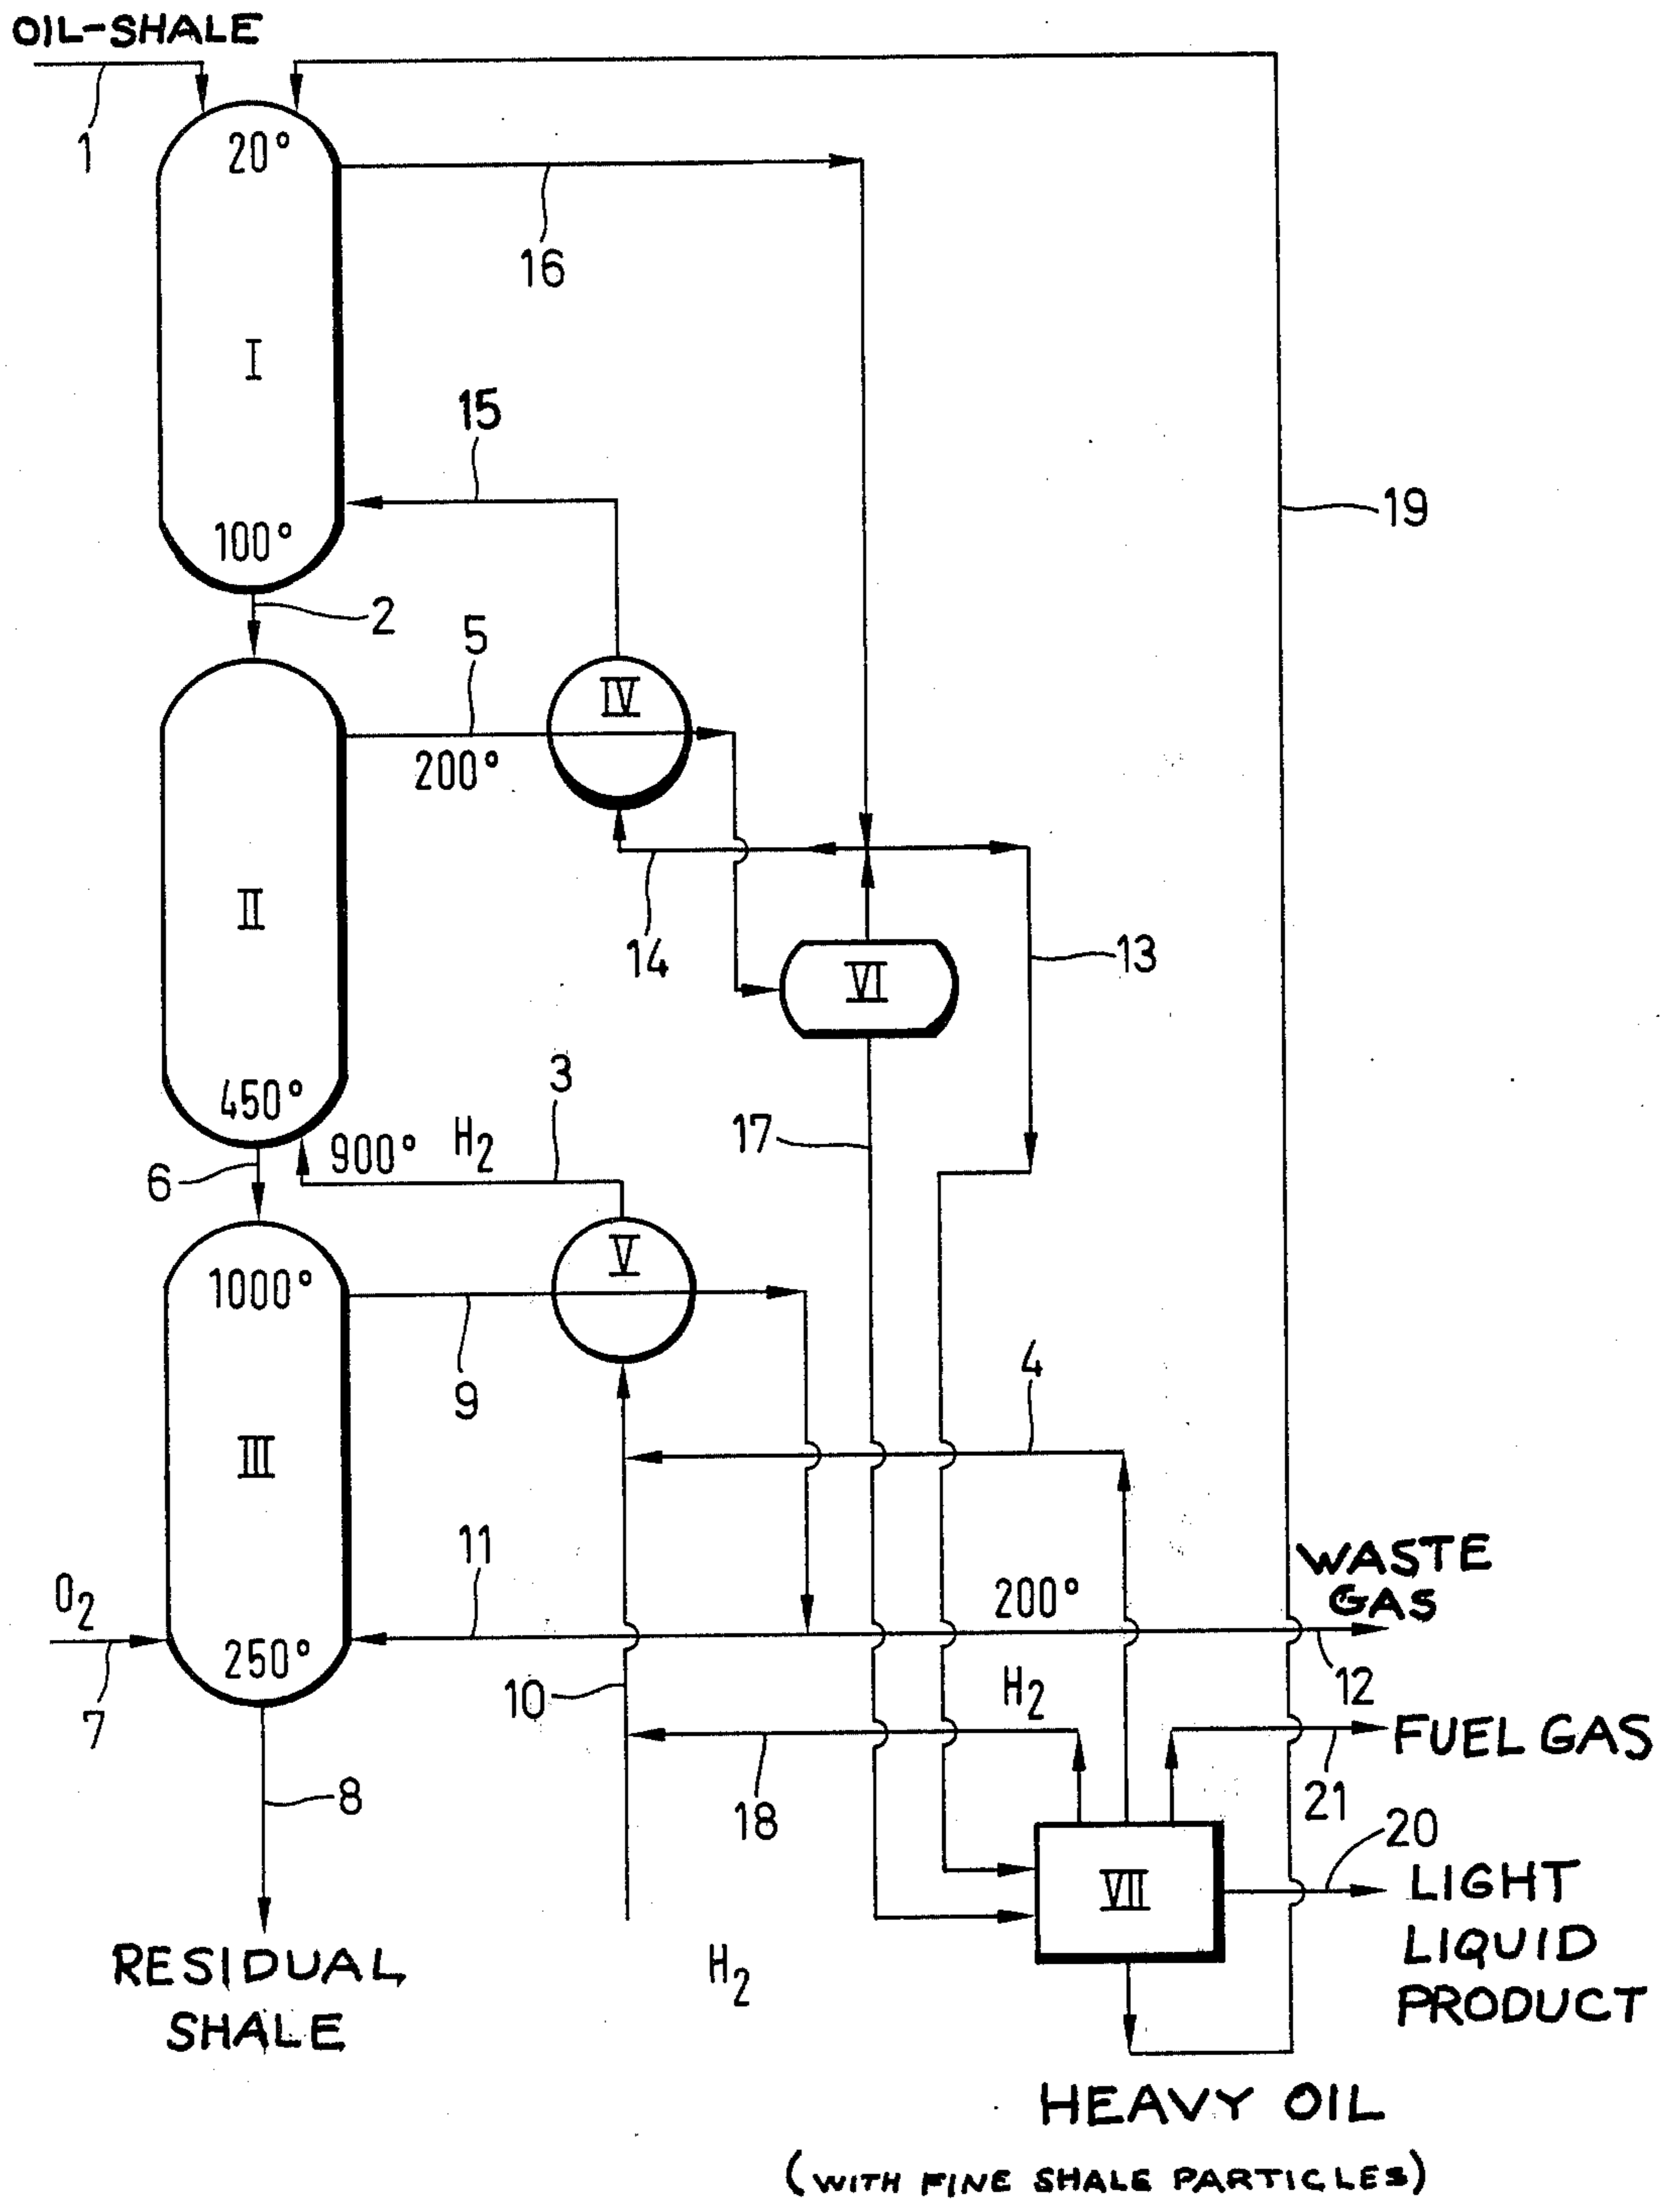 OIL-SHALE
1
20°
16
I
15
19
100°
2
5
IV
200°
II
14
13
VI
450°
3
17
900°
H2
6
V
1000°
4
9
III
11
WASTE
GAS
O2
200°
250°
12
H2
10
7
FUEL GAS
21
8
18
20
VII
LIGHT
LIQUID
PRODUCT
RESIDUAL
SHALE
H2
HEAVY OIL
(WITH FINE SHALE PARTICLES)